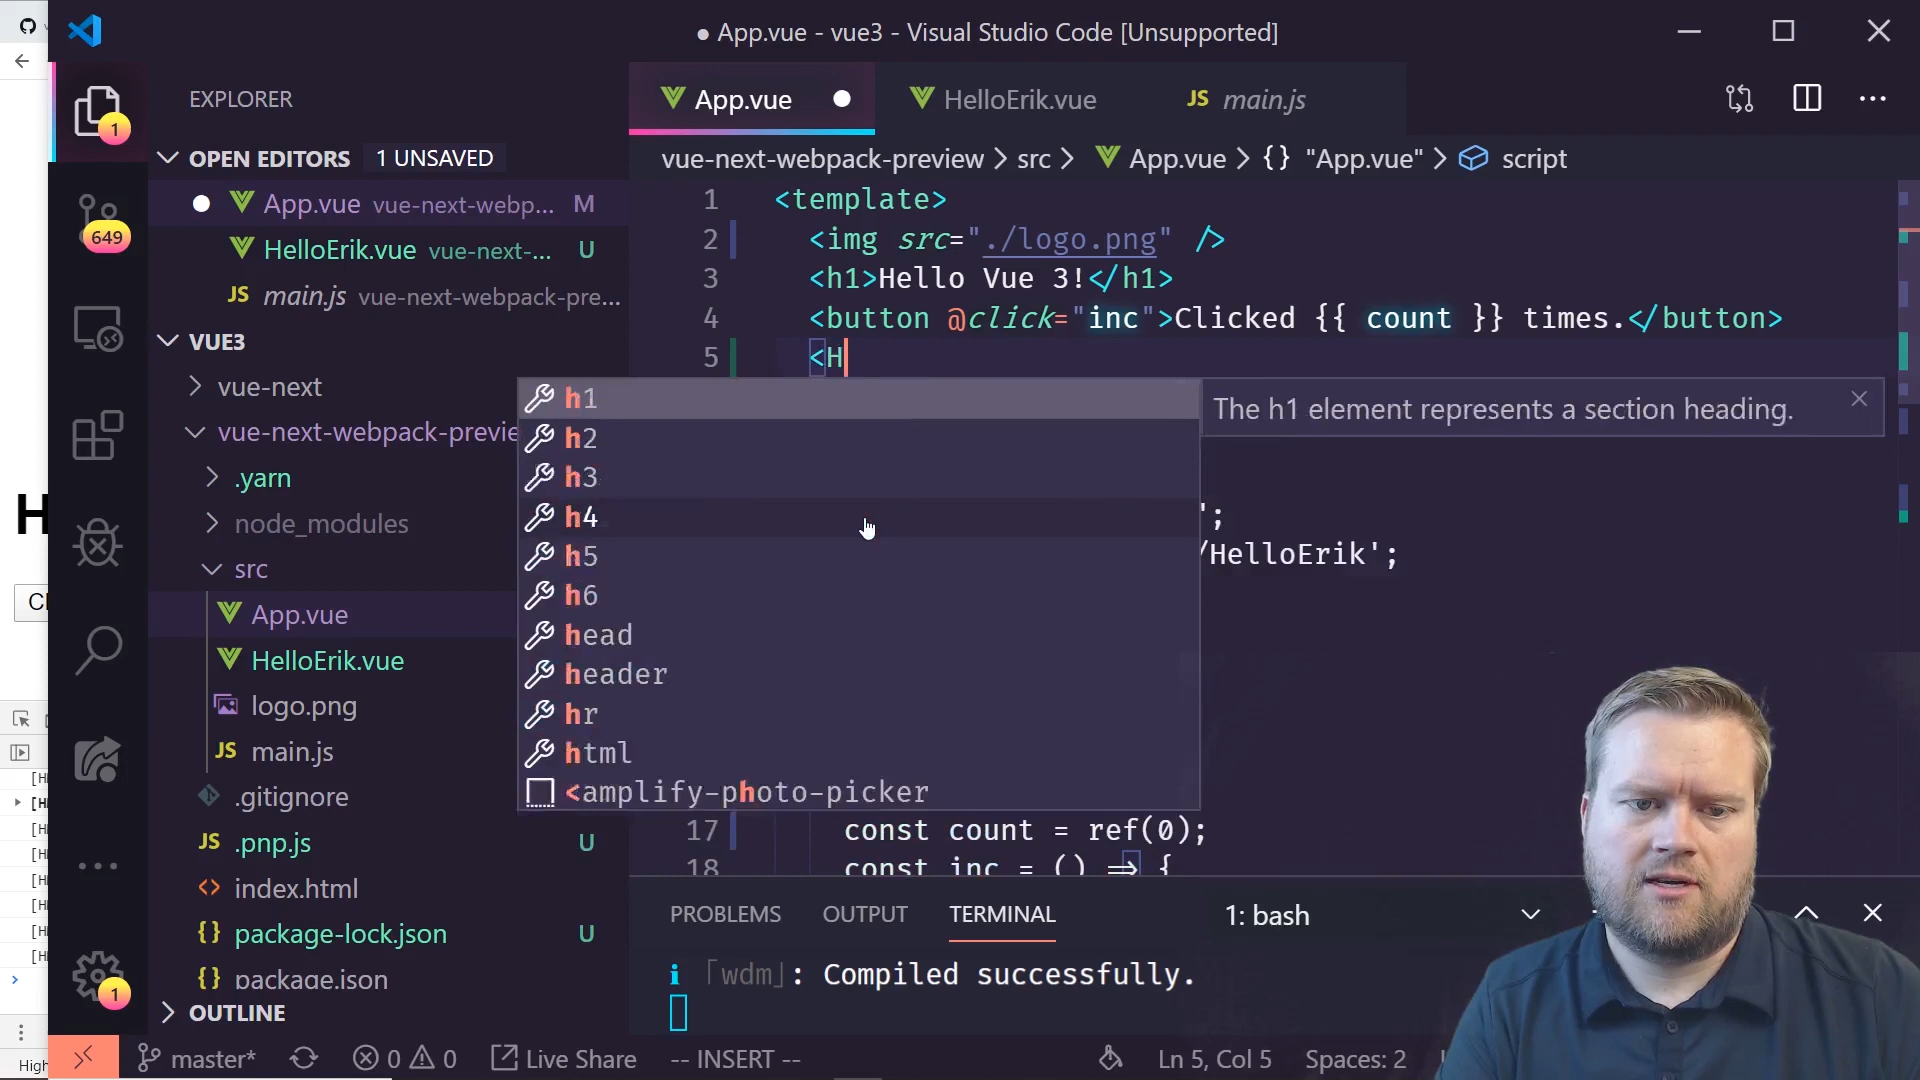 App.vue - vue3 - Visual Studio Code [Unsupported]
EXPLORER
1
OPEN EDITORS 1 UNSAVED
App.vue vue-next-webp... M
HelloErik.vue vue-next-... U
JS main.js vue-next-webpack-pre...
649
VUE3
vue-next
vue-next-webpack-previe
.yarn
node_modules
src
App.vue
HelloErik.vue
logo.png
JS main.js
.gitignore
JS .pnp.js U
<> index.html
{} package-lock.json U
{} package.json
1
OUTLINE
App.vue
HelloErik.vue
JS main.js
vue-next-webpack-preview > src > App.vue > {} "App.vue" > script
1 <template>
2 <img src="./logo.png" />
3 <h1>Hello Vue 3!</h1>
4 <button @click="inc">Clicked {{ count }} times.</button>
5 <H
h1
h2
h3
h4
h5
h6
head
header
hr
html
<amplify-photo-picker
The h1 element represents a section heading.
';
/HelloErik';
17 const count = ref(0);
18 const inc = () => {
PROBLEMS OUTPUT TERMINAL 1: bash
i 「wdm」: Compiled successfully.
master* 0 0 Live Share -- INSERT -- Ln 5, Col 5 Spaces: 2
H
Cl
[H
[H
[H
[H
[H
[H
[H
[H
High